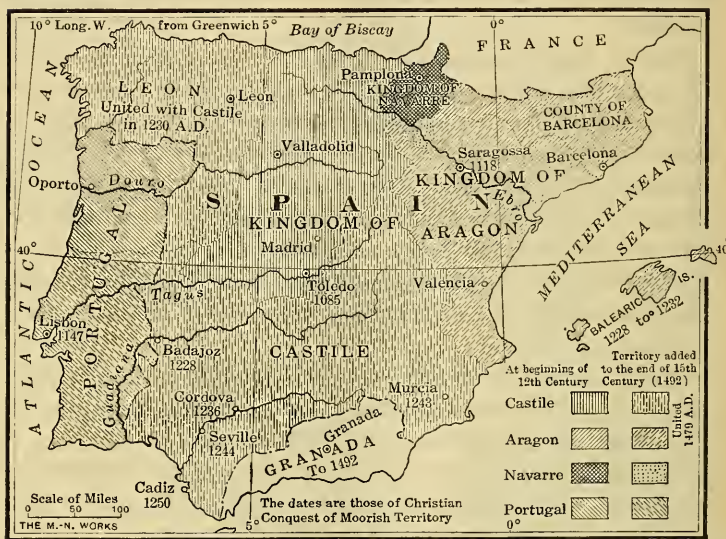 10° Long. W. from Greenwich 5° Bay of Biscay 0°
FRANCE
OCEAN
ATLANTIC
LEON
United with Castile
in 1230 A.D.
Leon
Pamplona
KINGDOM OF
NAVARRE
COUNTY OF
BARCELONA
Valladolid
Saragossa
1118
Barcelona
Oporto
Douro
KINGDOM OF
ARAGON
Ebro
SPAIN
KINGDOM OF
CASTILE
Madrid
MEDITERRANEAN
SEA
40°
40
PORTUGAL
Tagus
Toledo
1085
Valencia
Lisbon
1147
BALEARIC IS.
1228 to 1232
Guadiana
Badajoz
1228
Cordova
1236
Murcia
1243
Seville
1244
Granada
GRANADA
To 1492
Cadiz
1250
At beginning of
12th Century
Territory added
to the end of 15th
Century (1492)
Castile
Aragon
United
1479 A.D.
Navarre
Portugal
Scale of Miles
0 50 100
THE M.-N. WORKS
5°
The dates are those of Christian
Conquest of Moorish Territory
0°